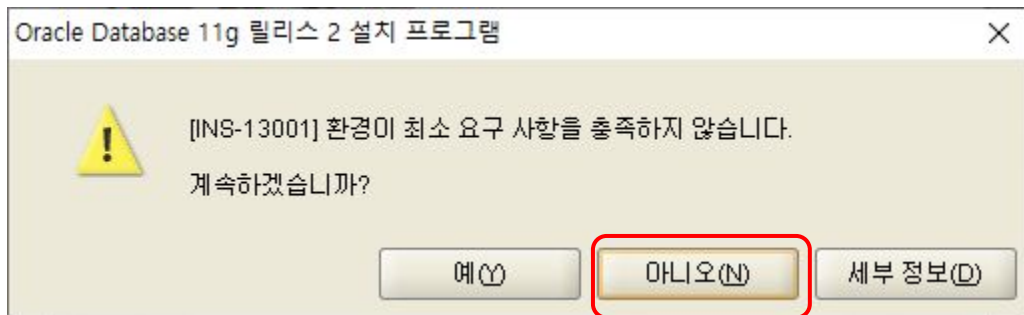 Oracle Database 11g 릴리스 2 설치 프로그램
[INS-13001] 환경이 최소 요구 사항을 충족하지 않습니다.
계속하겠습니까?
예(Y) 아니오(N) 세부 정보(D)